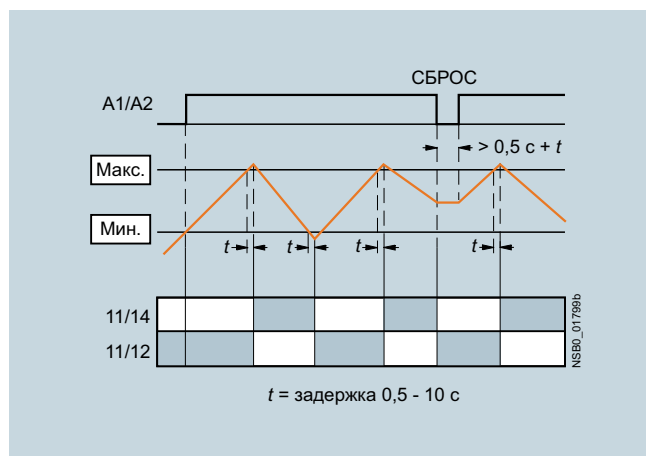 СБРОС
A1/A2
> 0,5 с + t
Макс.
Мин.
t
t
t
t
11/14
11/12
NSB0_01799b
t = задержка 0,5 - 10 с